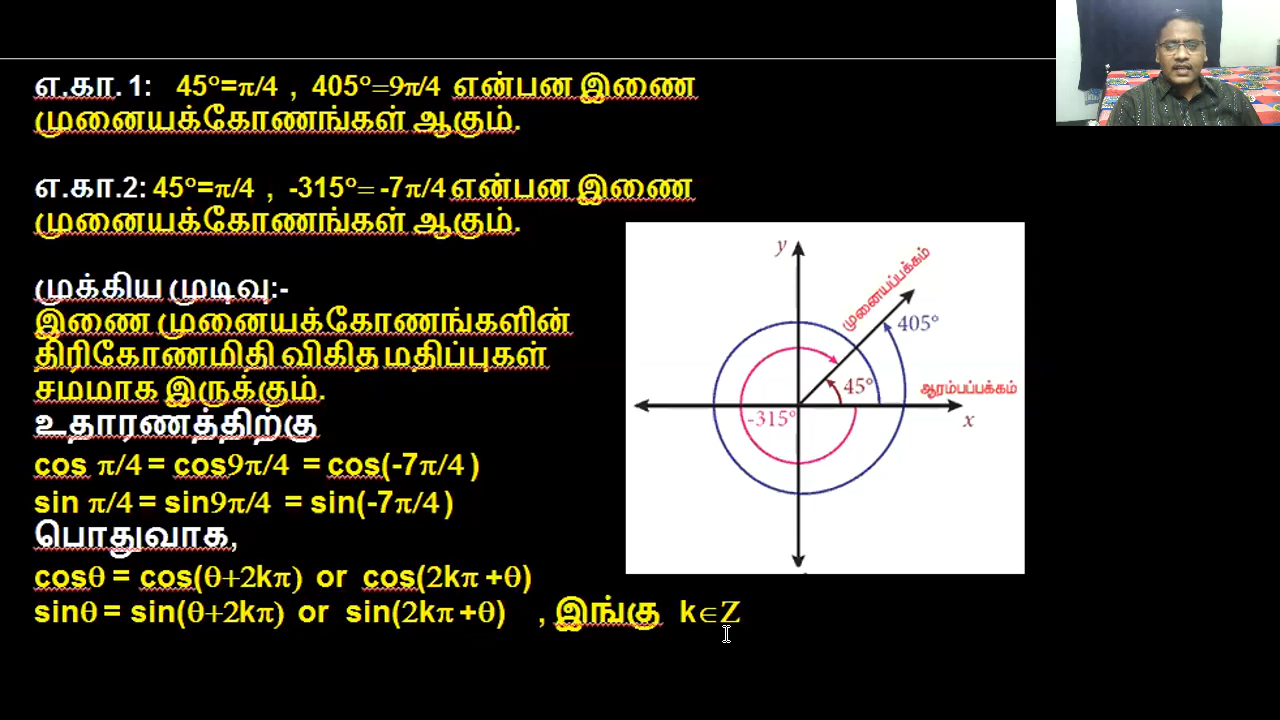 எ.கா. 1: 45°=π/4 , 405°=9π/4 என்பன இணை
முனையக்கோணங்கள் ஆகும்.
எ.கா.2: 45°=π/4 , -315°= -7π/4 என்பன இணை
முனையக்கோணங்கள் ஆகும்.
முக்கிய முடிவு:-
இணை முனையக்கோணங்களின்
திரிகோணமிதி விகித மதிப்புகள்
சமமாக இருக்கும்.
உதாரணத்திற்கு
cos π/4 = cos9π/4 = cos(-7π/4 )
sin π/4 = sin9π/4 = sin(-7π/4 )
பொதுவாக,
cosθ = cos(θ+2kπ) or cos(2kπ +θ)
sinθ = sin(θ+2kπ) or sin(2kπ +θ) , இங்கு k∈Z
y
முனையப்பக்கம்
405°
45°
ஆரம்பப்பக்கம்
-315°
x